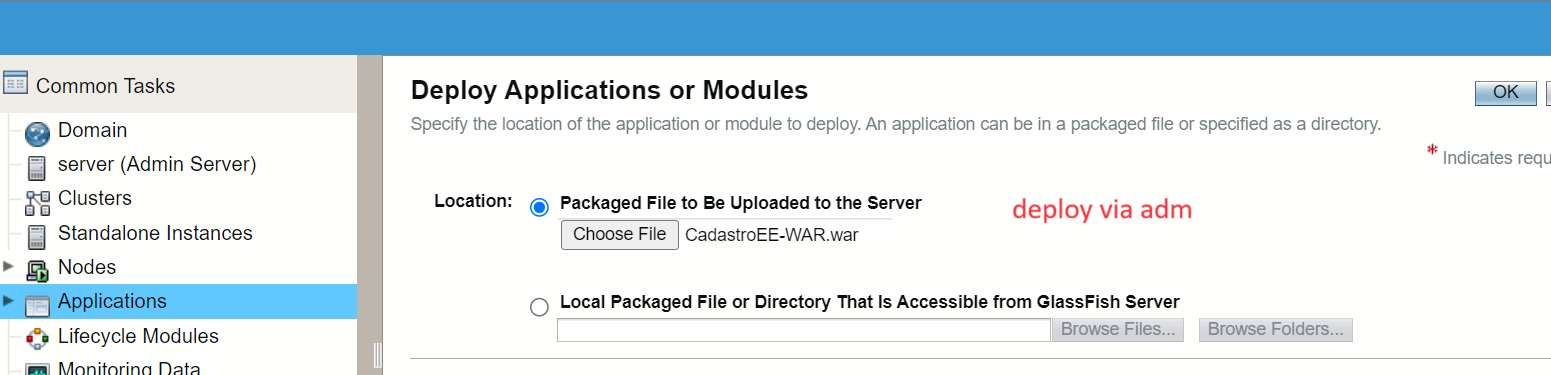 Common Tasks
Domain
server (Admin Server)
Clusters
Standalone Instances
Nodes
Applications
Lifecycle Modules
Monitoring Data
Deploy Applications or Modules
OK
Specify the location of the application or module to deploy. An application can be in a packaged file or specified as a directory.
* Indicates requ
Location:
Packaged File to Be Uploaded to the Server
deploy via adm
Choose File CadastroEE-WAR.war
Local Packaged File or Directory That Is Accessible from GlassFish Server
Browse Files... Browse Folders...